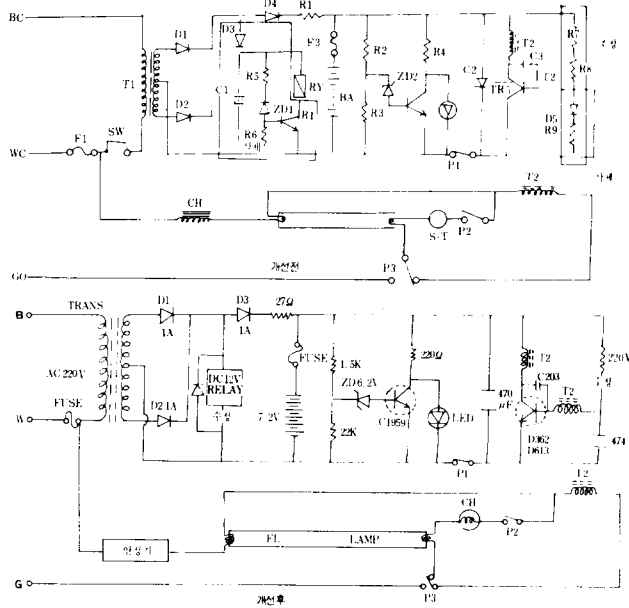 BC
D1
D4
R1
D3
F3
R2
R4
T2
R7
T1
R5
RY
ZD2
C2
C3
R8
C1
ZD1
BA
TR
T2
D2
R1
R3
D5
R6
R9
F1
SW
WC
P1
T2
CH
S-T
P2
개선전
P3
GO
B
TRANS
D1
D3
27Ω
1A
1A
FUSE
1.5K
220Ω
T2
220V
AC 220V
DC12V
RELAY
ZD6.2V
C203
T2
FUSE
D2 1A
7.2V
C1959
LED
470
μF
22K
D362
D613
474
P1
T2
CH
FL LAMP
P2
G
P3
개선후